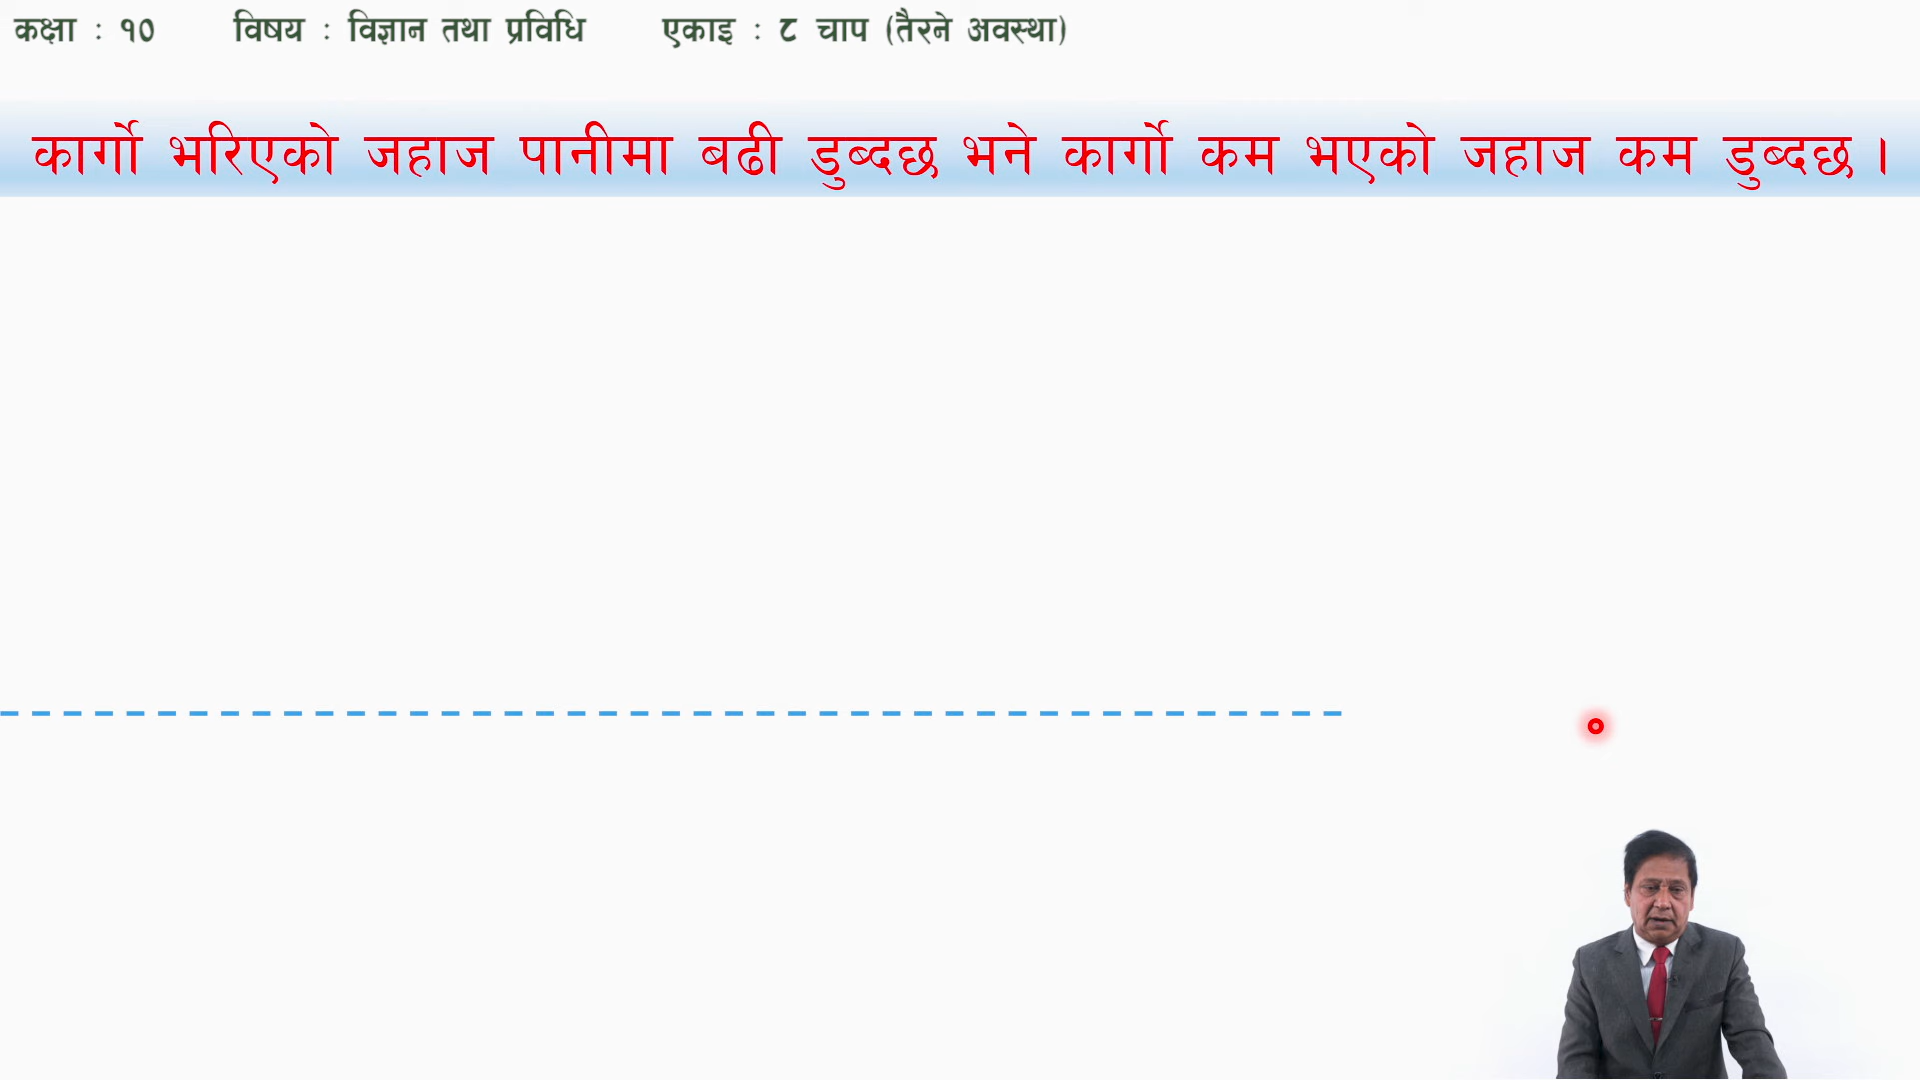 कक्षा : १० विषय : विज्ञान तथा प्रविधि एकाइ : ८ चाप (तैरने अवस्था)
कार्गो भरिएको जहाज पानीमा बढी डुब्दछ भने कार्गो कम भएको जहाज कम डुब्दछ ।